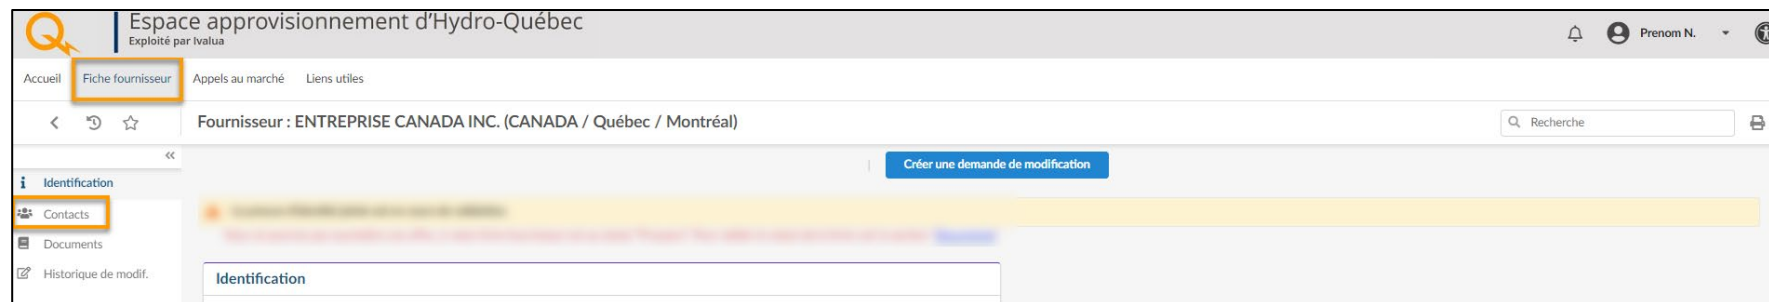 Espace approvisionnement d'Hydro-Québec
Exploité par Ivalua
Prenom N.
Accueil Fiche fournisseur Appels au marché Liens utiles
Fournisseur : ENTREPRISE CANADA INC. (CANADA / Québec / Montréal)
Recherche
Créer une demande de modification
Identification
Contacts
Documents
Historique de modif.
Identification